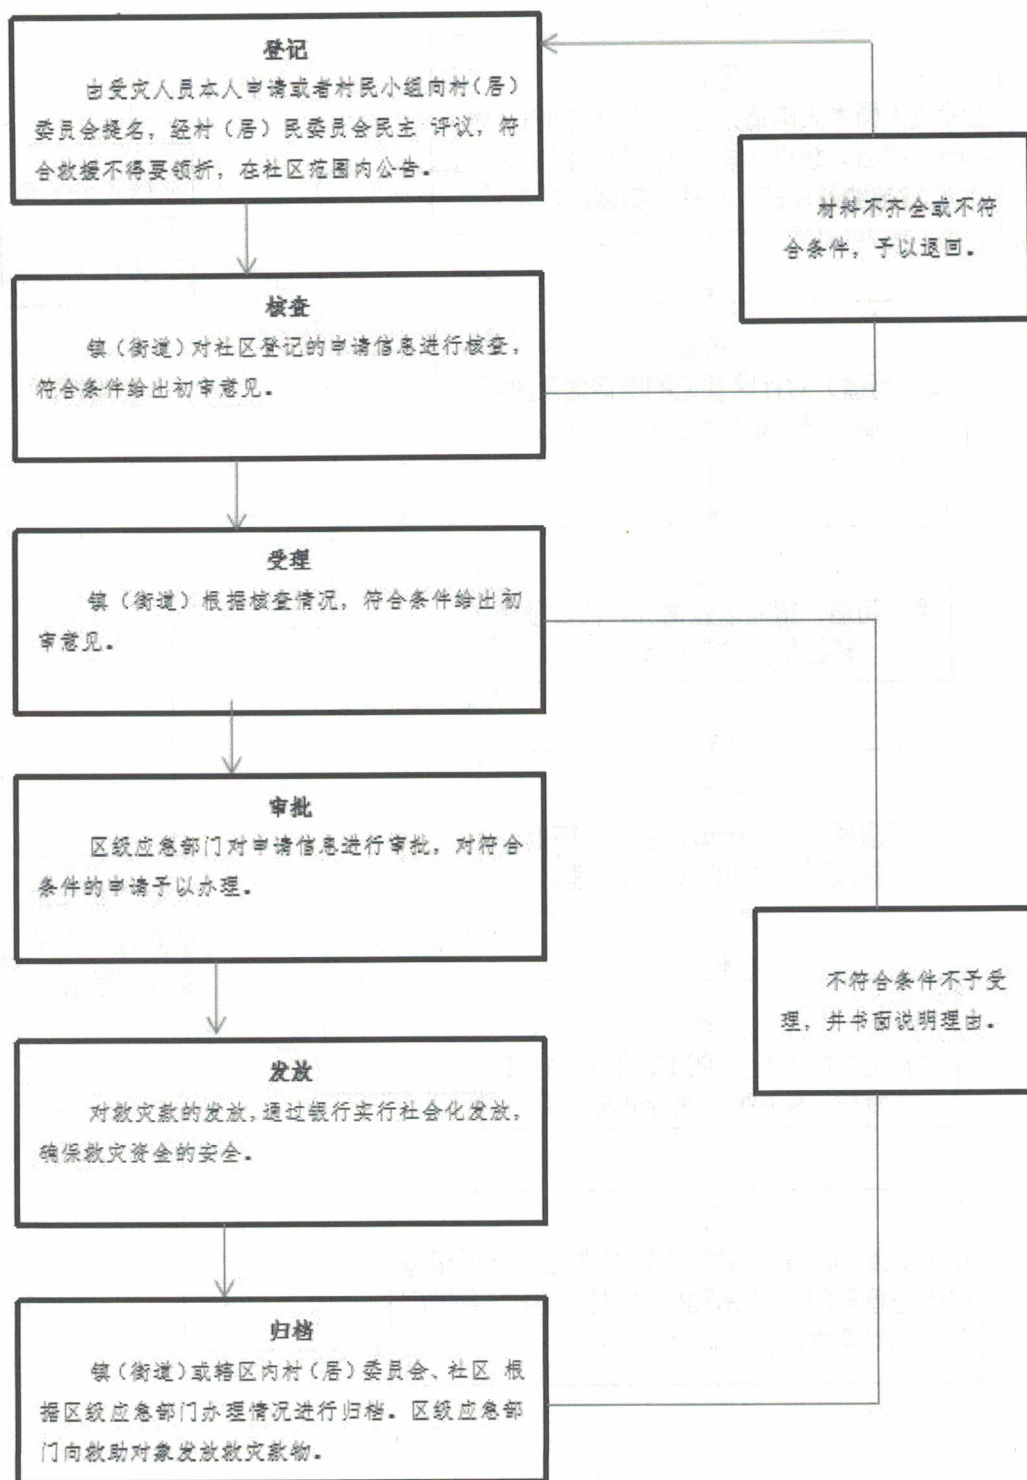 登记
由受灾人员本人申请或者村民小组向村（居）
委员会提名，经村（居）民委员会民主 评议，符
合救援不得要领折，在社区范围内公告。
材料不齐全或不符
合条件，予以退回。
核查
镇（街道）对社区登记的申请信息进行核查，
符合条件给出初审意见。
受理
镇（街道）根据核查情况，符合条件给出初
审意见。
审批
区级应急部门对申请信息进行审批，对符合
条件的申请予以办理。
不符合条件不予受
理，并书面说明理由。
发放
对救灾款的发放，通过银行实行社会化发放，
确保救灾资金的安全。
归档
镇（街道）或辖区内村（居）委员会、社区 根
据区级应急部门办理情况进行归档。区级应急部
门向救助对象发放救灾款物。